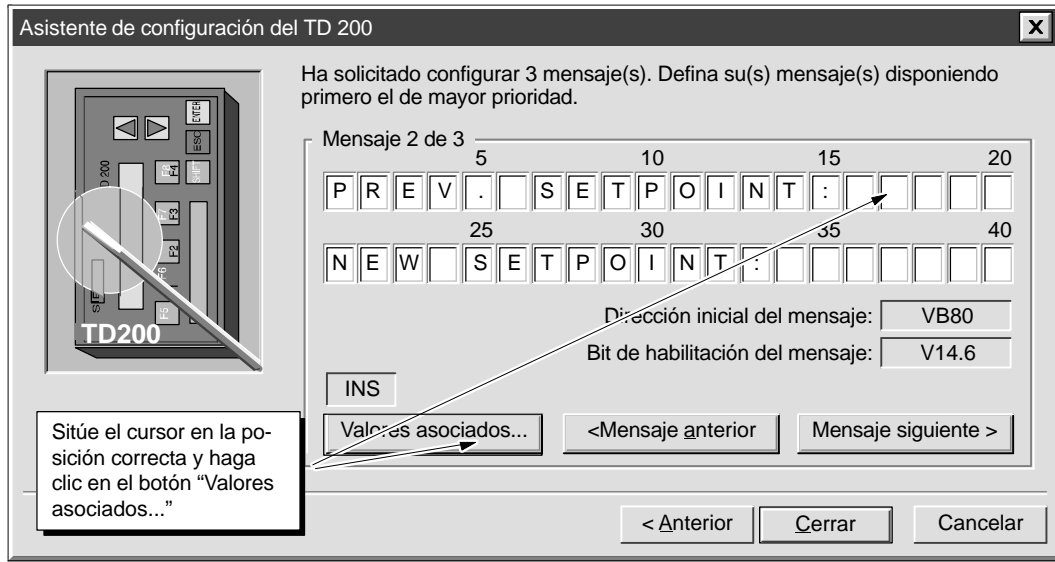 Asistente de configuración del TD 200
X
Ha solicitado configurar 3 mensaje(s). Defina su(s) mensaje(s) disponiendo
primero el de mayor prioridad.
Mensaje 2 de 3
5 10 15 20
PREV. SETPOINT:
25 30 35 40
NEW SETPOINT:
Dirección inicial del mensaje: VB80
Bit de habilitación del mensaje: V14.6
INS
Valores asociados... <Mensaje anterior Mensaje siguiente >
< Anterior Cerrar Cancelar
ENTER
ESC
SHIFT
F4
F3
F2
F6
F5
TD200
Sitúe el cursor en la po-
sición correcta y haga
clic en el botón “Valores
asociados...”